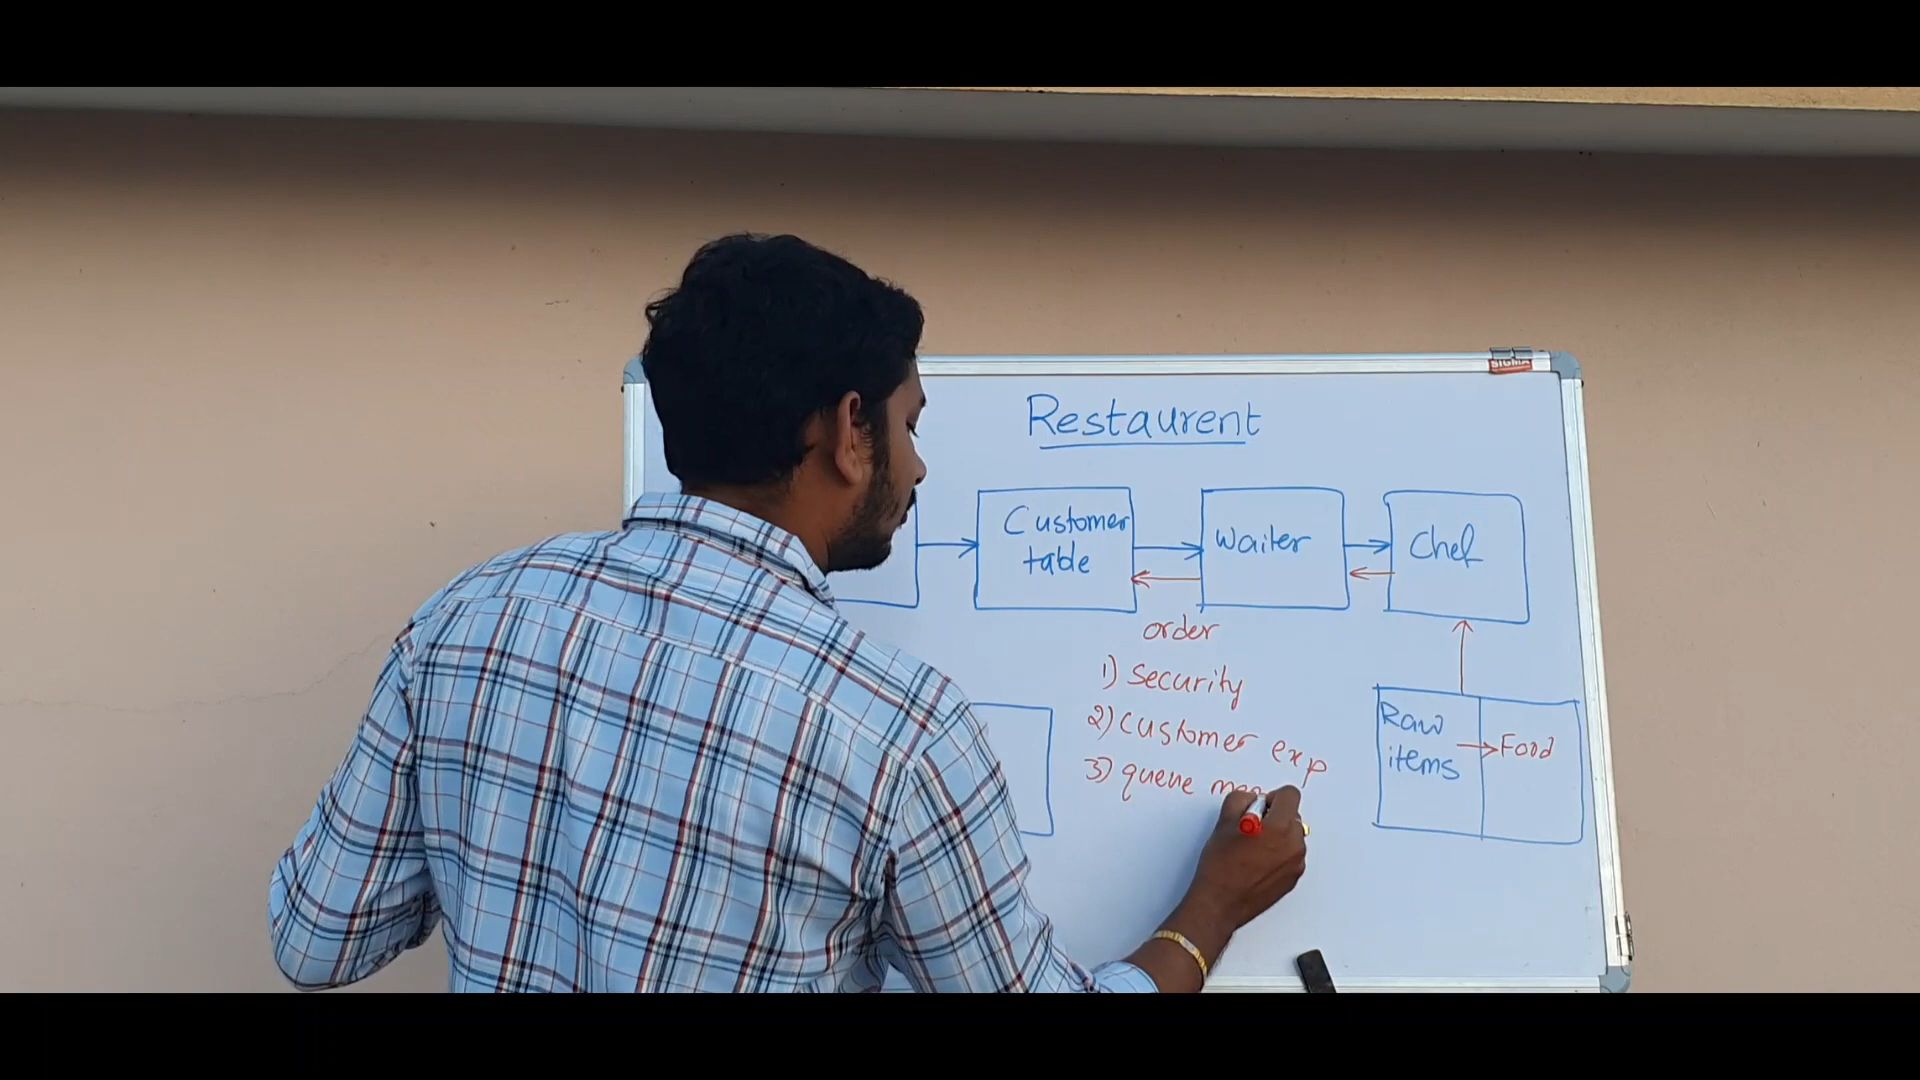 Restaurent
Customer
table
Waiter
Chef
order
1) Security
2) Customer exp
3) queue
Raw
items
Food